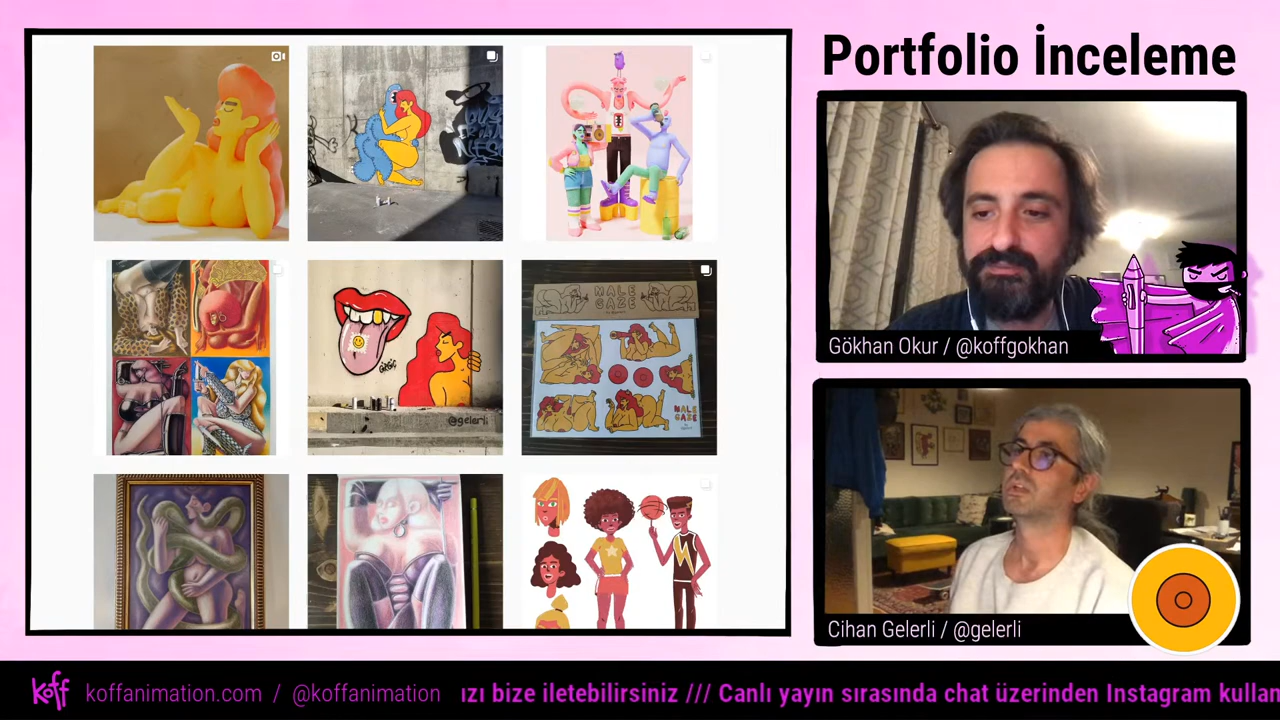 Portfolio İnceleme
@gelerli
MALE
GAZE
MALE
GAZE
Gökhan Okur / @koffgokhan
Cihan Gelerli / @gelerli
koff koffanimation.com / @koffanimation ızı bize iletebilirsiniz /// Canlı yayın sırasında chat üzerinden Instagram kullan